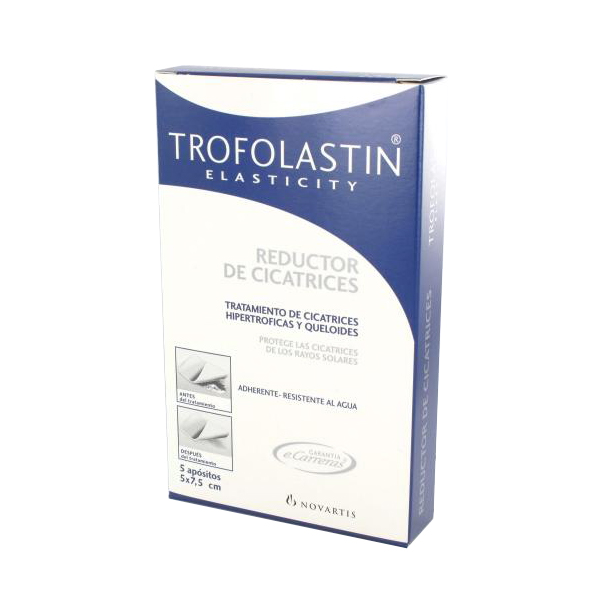 TROFOLASTIN®
ELASTICITY
REDUCTOR
DE CICATRICES
TRATAMIENTO DE CICATRICES
HIPERTROFICAS Y QUELOIDES
PROTEGE LAS CICATRICES
DE LOS RAYOS SOLARES
ADHERENTE- RESISTENTE AL AGUA
ANTES
del tratamiento
DESPUES
del tratamiento
5 apósitos
5x7,5 cm
GARANTIA
eCarreras
NOVARTIS
TROFOLASTIN
REDUCTOR DE CICATRICES